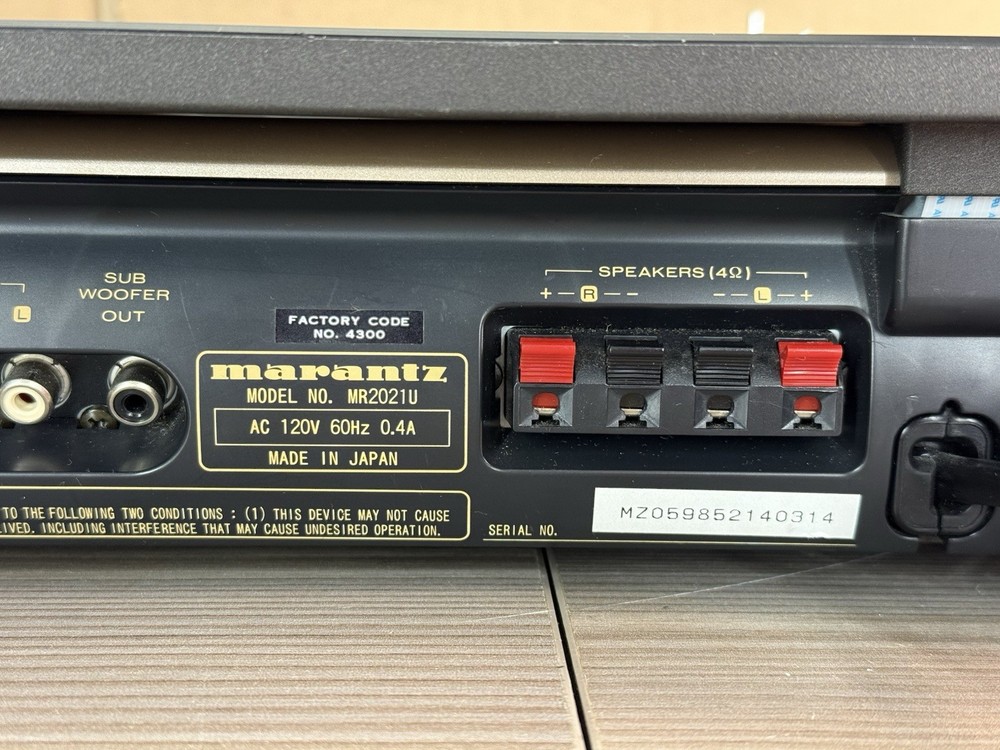 SPEAKERS (4Ω)
+ R - - L +
SUB
WOOFER
OUT
L
FACTORY CODE
NO. 4300
marantz
MODEL NO. MR2021U
AC 120V 60Hz 0.4A
MADE IN JAPAN
TO THE FOLLOWING TWO CONDITIONS : (1) THIS DEVICE MAY NOT CAUSE
INCLUDING INTERFERENCE THAT MAY CAUSE UNDESIRED OPERATION.
SERIAL NO.
MZ059852140314